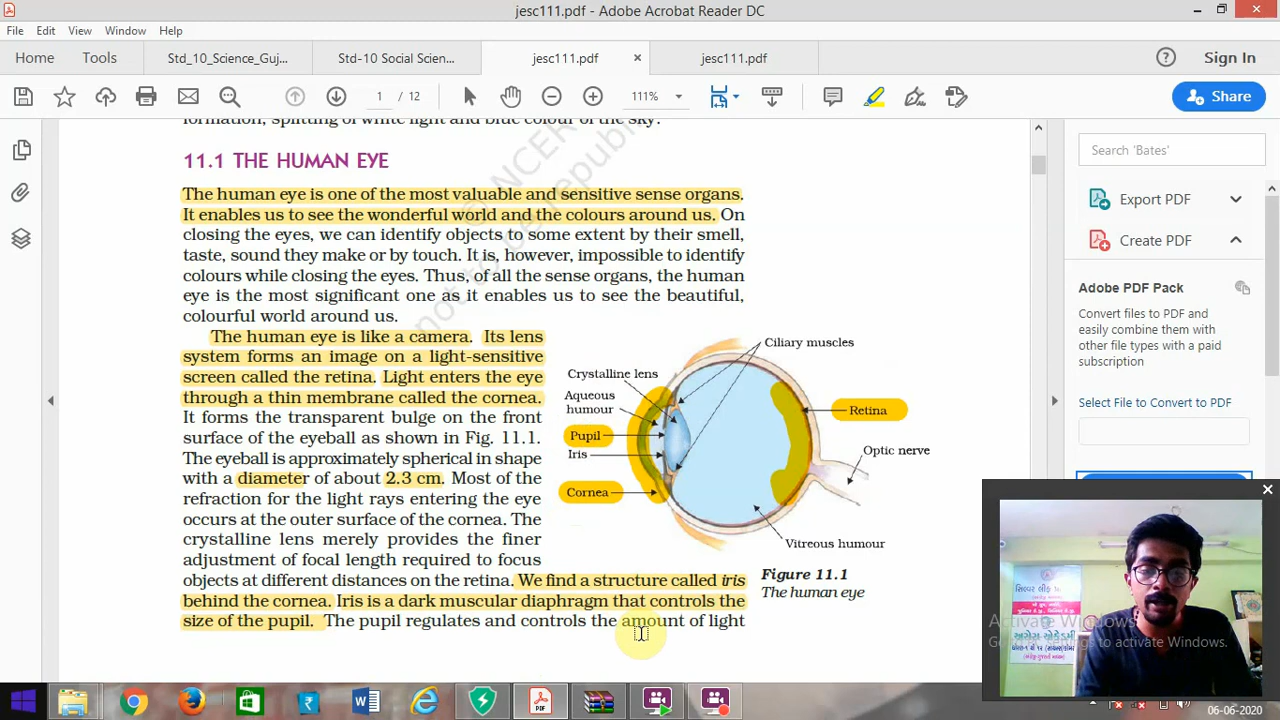 jesc111.pdf - Adobe Acrobat Reader DC
File Edit View Window Help
Home Tools Std_10_Science_Guj... Std-10 Social Scien... jesc111.pdf × jesc111.pdf Sign In
1 / 12 111% Share
formation, splitting of white light and blue colour of the sky.
11.1 THE HUMAN EYE
The human eye is one of the most valuable and sensitive sense organs.
It enables us to see the wonderful world and the colours around us. On
closing the eyes, we can identify objects to some extent by their smell,
taste, sound they make or by touch. It is, however, impossible to identify
colours while closing the eyes. Thus, of all the sense organs, the human
eye is the most significant one as it enables us to see the beautiful,
colourful world around us.
The human eye is like a camera. Its lens
system forms an image on a light-sensitive
screen called the retina. Light enters the eye
through a thin membrane called the cornea.
It forms the transparent bulge on the front
surface of the eyeball as shown in Fig. 11.1.
The eyeball is approximately spherical in shape
with a diameter of about 2.3 cm. Most of the
refraction for the light rays entering the eye
occurs at the outer surface of the cornea. The
crystalline lens merely provides the finer
adjustment of focal length required to focus
objects at different distances on the retina. We find a structure called iris
behind the cornea. Iris is a dark muscular diaphragm that controls the
size of the pupil. The pupil regulates and controls the amount of light
Ciliary muscles
Crystalline lens
Aqueous
humour
Pupil
Iris
Cornea
Retina
Optic nerve
Vitreous humour
Figure 11.1
The human eye
© NCER
not to be republi
Search 'Bates'
Export PDF
Create PDF
Adobe PDF Pack
Convert files to PDF and
easily combine them with
other file types with a paid
subscription
Select File to Convert to PDF
Activate Windows
Go to settings to activate Windows.
06-06-2020